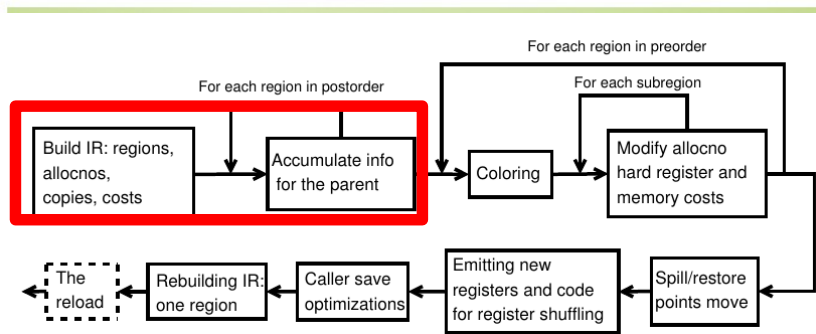 For each region in preorder
For each region in postorder
For each subregion
Build IR: regions,
allocnos,
copies, costs
Accumulate info
for the parent
Coloring
Modify allocno
hard register and
memory costs
The
reload
Rebuilding IR:
one region
Caller save
optimizations
Emitting new
registers and code
for register shuffling
Spill/restore
points move